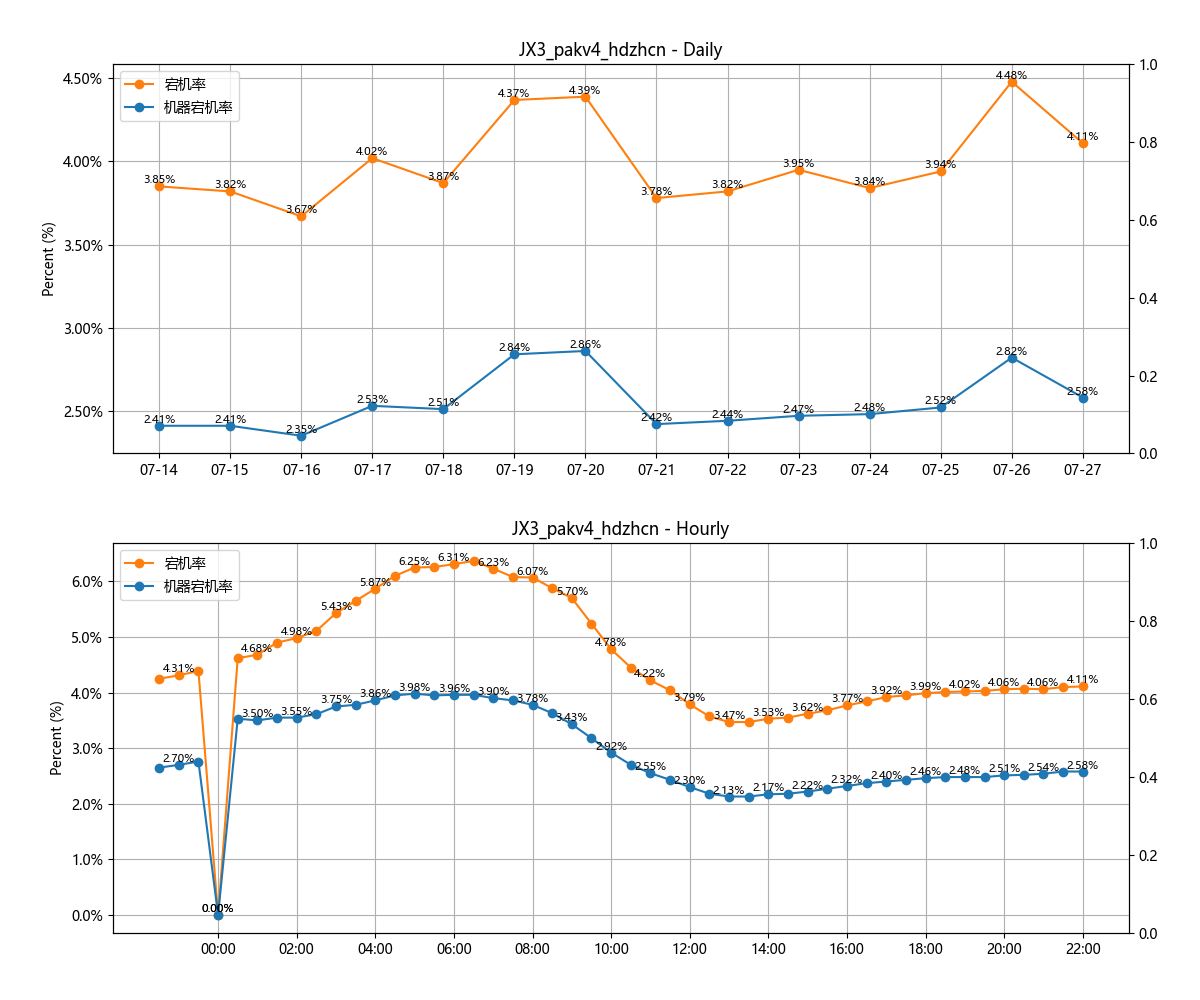 JX3_pakv4_hdzhcn - Daily
宕机率
机器宕机率
Percent (%)
4.50%
4.00%
3.50%
3.00%
2.50%
1.0
0.8
0.6
0.4
0.2
0.0
3.85% 3.82% 3.67% 4.02% 3.87% 4.37% 4.39% 3.78% 3.82% 3.95% 3.84% 3.94% 4.48% 4.11%
2.41% 2.41% 2.35% 2.53% 2.51% 2.84% 2.86% 2.42% 2.44% 2.47% 2.48% 2.52% 2.82% 2.58%
07-14 07-15 07-16 07-17 07-18 07-19 07-20 07-21 07-22 07-23 07-24 07-25 07-26 07-27
JX3_pakv4_hdzhcn - Hourly
宕机率
机器宕机率
Percent (%)
6.0%
5.0%
4.0%
3.0%
2.0%
1.0%
0.0%
1.0
0.8
0.6
0.4
0.2
0.0
4.31% 0.00% 4.68% 4.98% 5.43% 5.87% 6.25% 6.31% 6.23% 6.07% 5.70% 4.78% 4.22% 3.79% 3.47% 3.53% 3.62% 3.77% 3.92% 3.99% 4.02% 4.06% 4.06% 4.11%
2.70% 0.00% 3.50% 3.55% 3.75% 3.86% 3.98% 3.96% 3.90% 3.78% 3.43% 2.92% 2.55% 2.30% 2.13% 2.17% 2.22% 2.32% 2.40% 2.46% 2.48% 2.51% 2.54% 2.58%
00:00 02:00 04:00 06:00 08:00 10:00 12:00 14:00 16:00 18:00 20:00 22:00